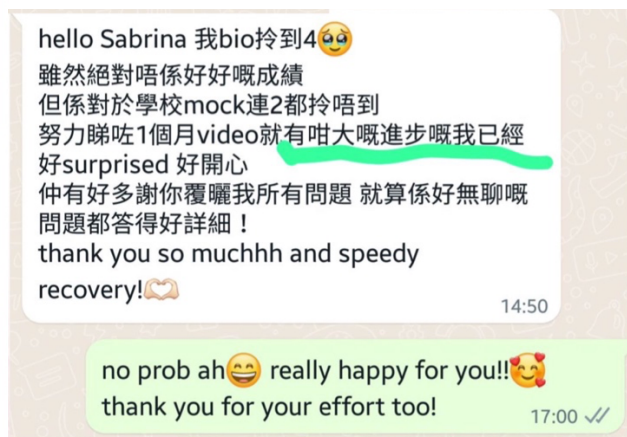 hello Sabrina 我bio拎到4🥹
雖然絕對唔係好好嘅成績
但係對於學校mock連2都拎唔到
努力睇咗1個月video就有咁大嘅進步嘅我已經
好surprised 好開心
仲有好多謝你覆曬我所有問題 就算係好無聊嘅
問題都答得好詳細！
thank you so muchhh and speedy
recovery!🫶🏻
14:50
no prob ah😄 really happy for you!!🥰
thank you for your effort too!
17:00